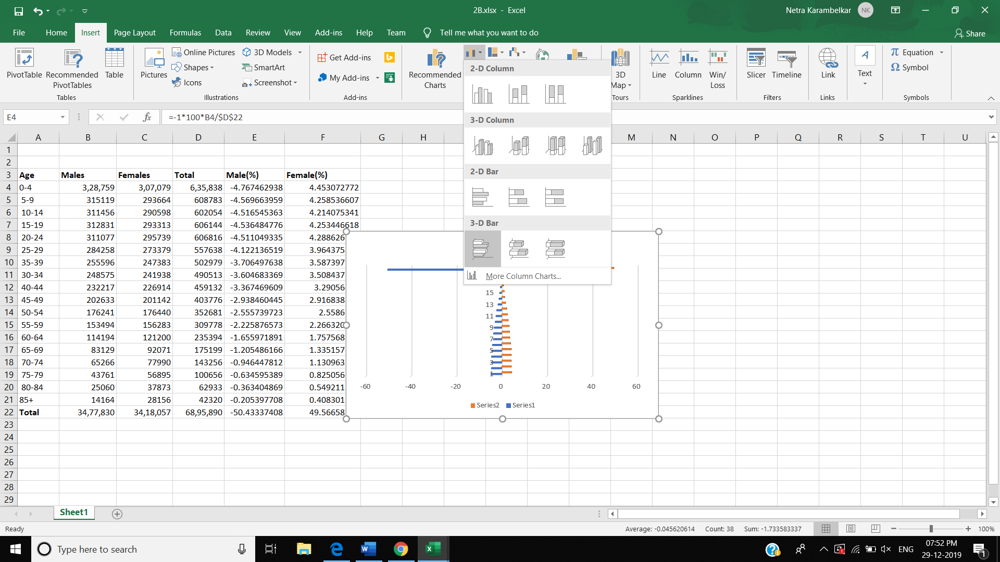 2B.xlsx - Excel
Netra Karambelkar NK
File Home Insert Page Layout Formulas Data Review View Add-ins Help Team Tell me what you want to do Share
PivotTable Recommended PivotTables Table
Tables
Pictures Online Pictures Shapes Icons 3D Models SmartArt Screenshot
Illustrations
Get Add-ins My Add-ins
Add-ins
Recommended Charts
3D Map
Tours
Line Column Win/ Loss
Sparklines
Slicer Timeline
Filters
Link
Links
A Text
π Equation Ω Symbol
Symbols
E4 fx =-1*100*B4/$D$22
2-D Column
3-D Column
2-D Bar
3-D Bar
More Column Charts...
A B C D E F G H M N O P Q R S T U
1
2
3 Age Males Females Total Male(%) Female(%)
4 0-4 3,28,759 3,07,079 6,35,838 -4.767462938 4.453072772
5 5-9 315119 293664 608783 -4.569663959 4.258536607
6 10-14 311456 290598 602054 -4.516545363 4.214075341
7 15-19 312831 293313 606144 -4.536484776 4.253446618
8 20-24 311077 295739 606816 -4.511049335 4.288626
9 25-29 284258 273379 557638 -4.122136519 3.964375
10 35-39 255596 247383 502979 -3.706497638 3.587397
11 30-34 248575 241938 490513 -3.604683369 3.508437
12 40-44 232217 226914 459132 -3.367469609 3.29056
13 45-49 202633 201142 403776 -2.938460445 2.916838
14 50-54 176241 176440 352681 -2.555739723 2.5586
15 55-59 153494 156283 309778 -2.225876573 2.266320
16 60-64 114194 121200 235394 -1.655971891 1.757568
17 65-69 83129 92071 175199 -1.205486166 1.335157
18 70-74 65266 77990 143256 -0.946447812 1.130963
19 75-79 43761 56895 100656 -0.634595389 0.825056
20 80-84 25060 37873 62933 -0.363404869 0.549211
21 85+ 14164 28156 42320 -0.205397708 0.408301
22 Total 34,77,830 34,18,057 68,95,890 -50.43337408 49.56658
23
24
25
26
27
28
29
15
13
11
9
7
5
3
1
-60 -40 -20 0 20 40 60
Series2 Series1
Sheet1
Ready Average: -0.045620614 Count: 38 Sum: -1.733583337 100%
Type here to search
ENG
07:52 PM
29-12-2019
1